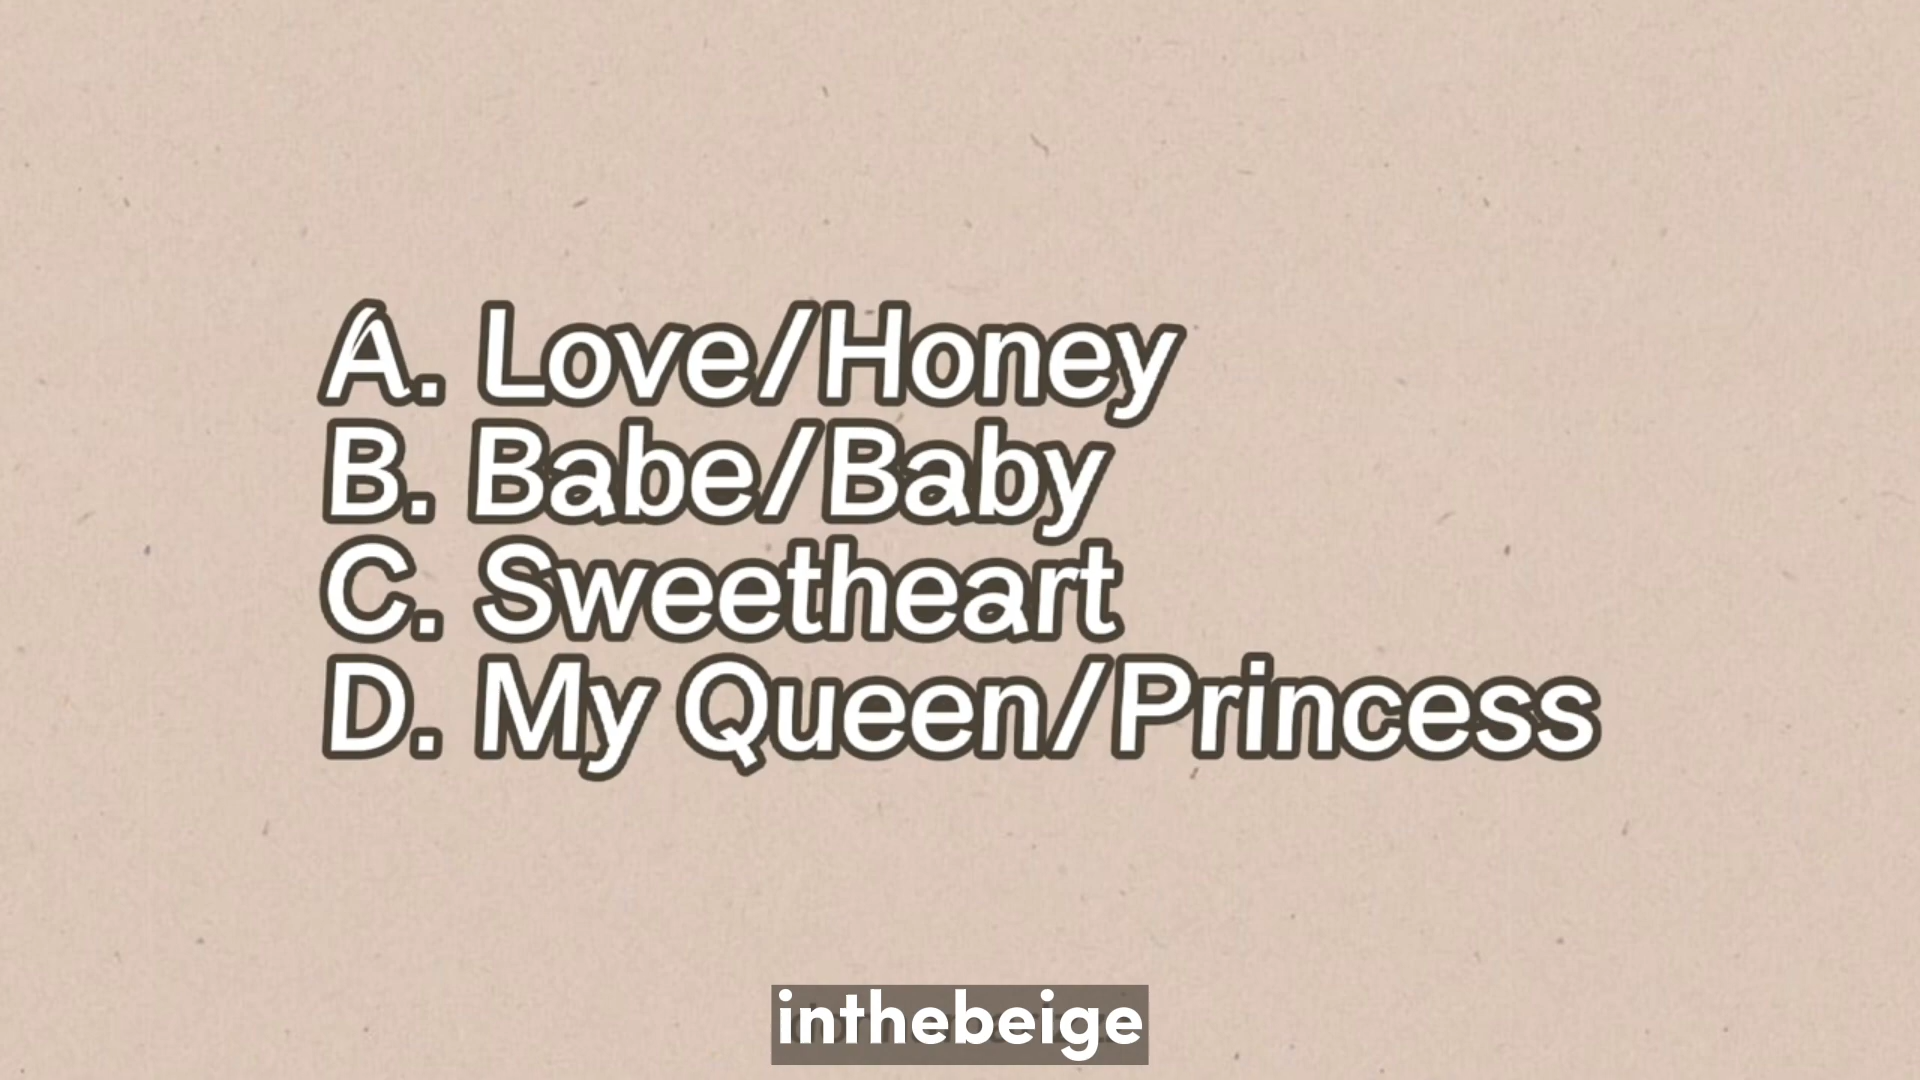 A. Love/Honey
B. Babe/Baby
C. Sweetheart
D. My Queen/Princess
inthebeige